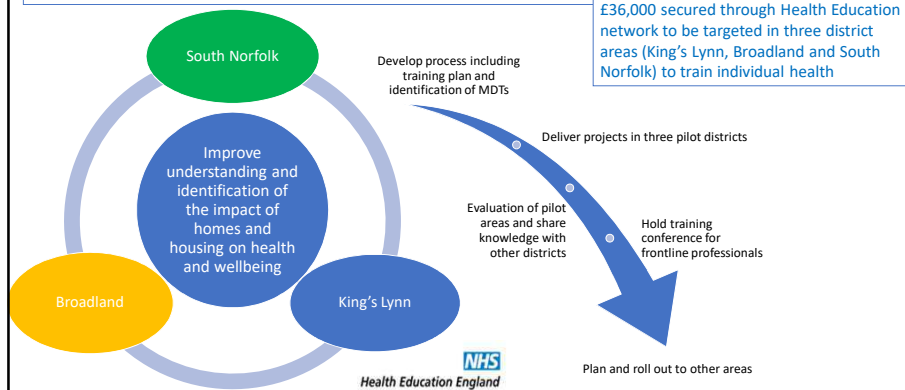 £36,000 secured through Health Education
network to be targeted in three district
areas (King's Lynn, Broadland and South
Norfolk) to train individual health
South Norfolk
Improve
understanding and
identification of
the impact of
homes and
housing on health
and wellbeing
Broadland
King's Lynn
Develop process including
training plan and
identification of MDTs
Deliver projects in three pilot districts
Evaluation of pilot
areas and share
knowledge with
other districts
Hold training
conference for
frontline professionals
Plan and roll out to other areas
NHS
Health Education England